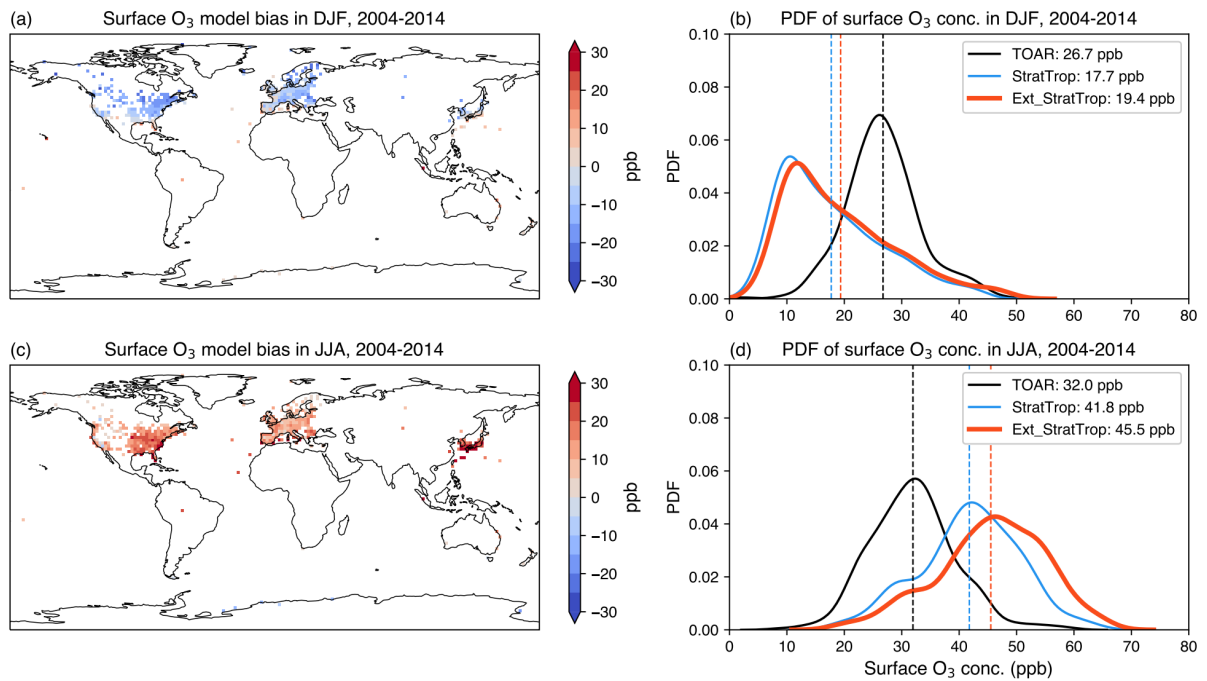 (a) Surface O₃ model bias in DJF, 2004-2014
30
20
10
0
−10
−20
−30
ppb
(b) PDF of surface O₃ conc. in DJF, 2004-2014
TOAR: 26.7 ppb
StratTrop: 17.7 ppb
Ext_StratTrop: 19.4 ppb
0.10
0.08
0.06
0.04
0.02
0.00
PDF
0 10 20 30 40 50 60 70 80
(c) Surface O₃ model bias in JJA, 2004-2014
30
20
10
0
−10
−20
−30
ppb
(d) PDF of surface O₃ conc. in JJA, 2004-2014
TOAR: 32.0 ppb
StratTrop: 41.8 ppb
Ext_StratTrop: 45.5 ppb
0.10
0.08
0.06
0.04
0.02
0.00
PDF
0 10 20 30 40 50 60 70 80
Surface O₃ conc. (ppb)